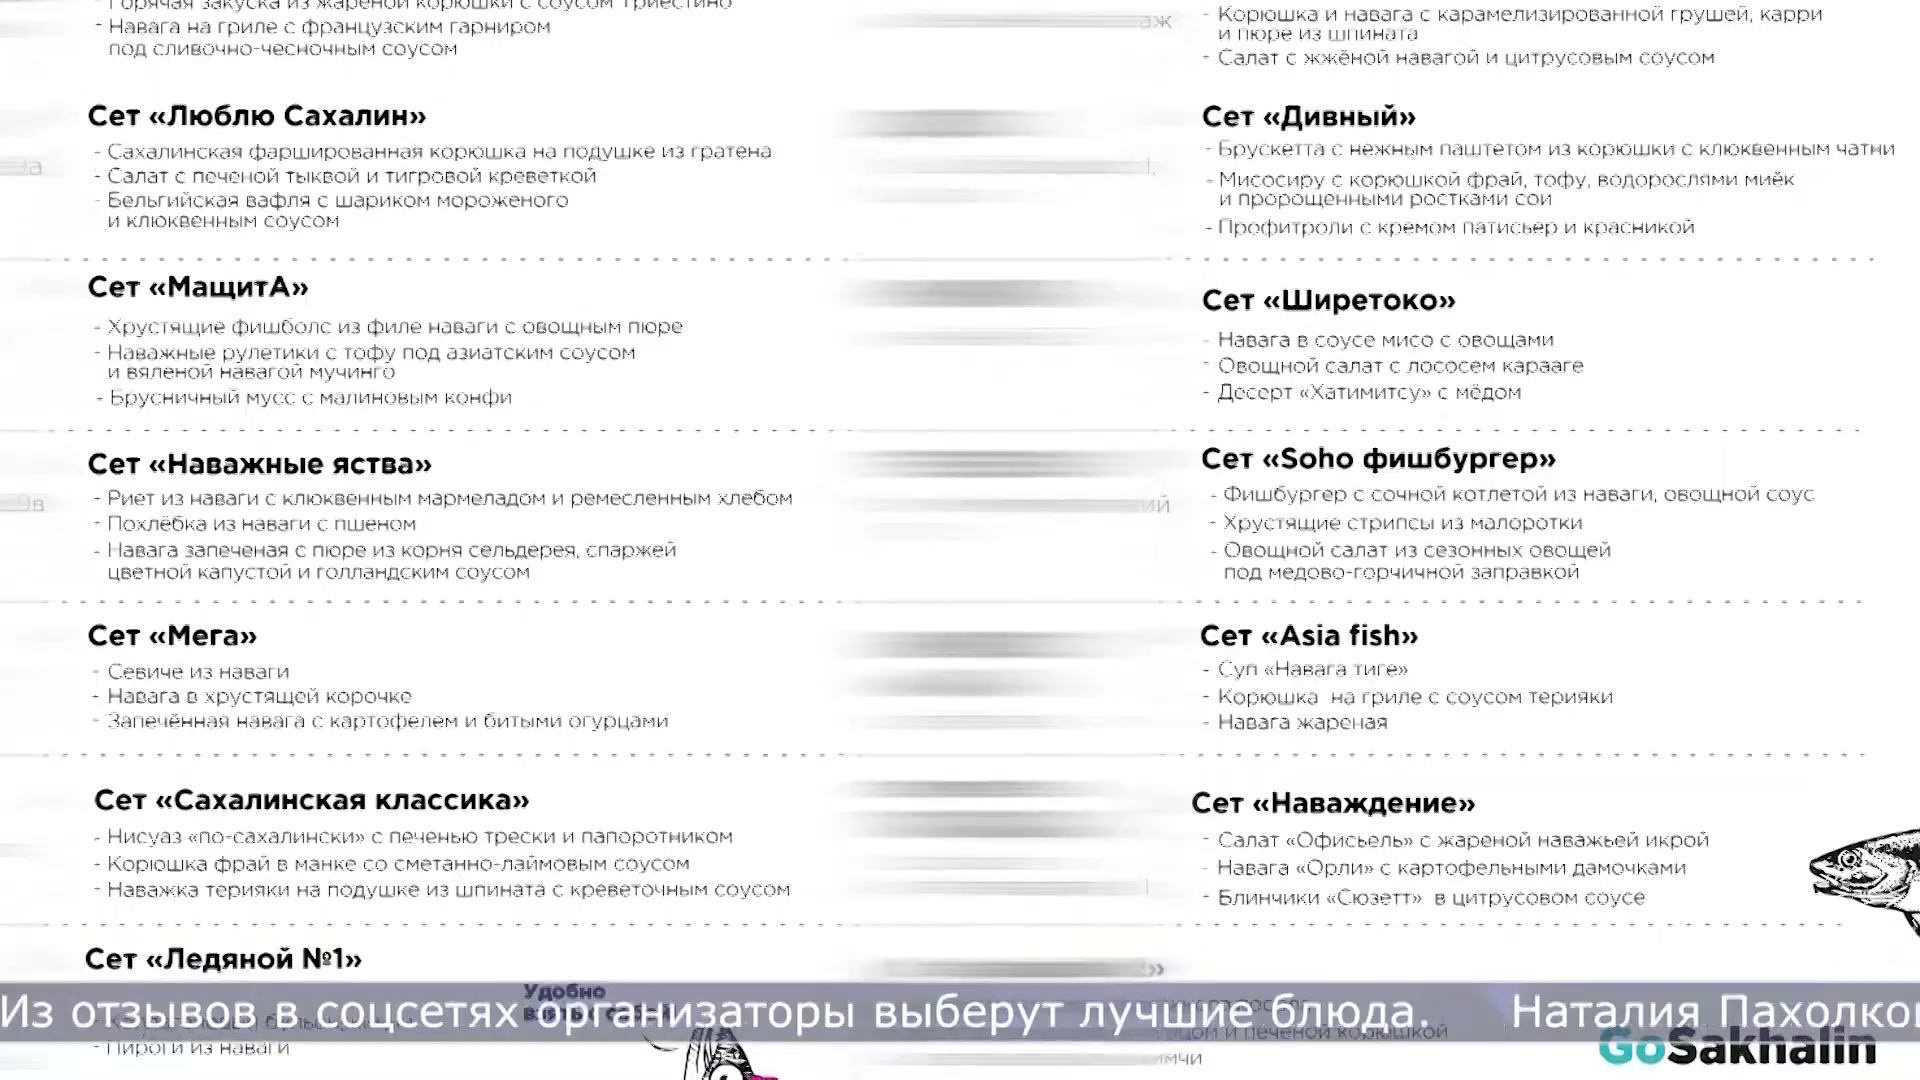 Горячая закуска из жареной корюшки с соусом Триестино
- Навага на гриле с французским гарниром
под сливочно-чесночным соусом
Сет «Люблю Сахалин»
- Сахалинская фаршированная корюшка на подушке из гратена
- Салат с печеной тыквой и тигровой креветкой
- Бельгийская вафля с шариком мороженого
и клюквенным соусом
Сет «МащитА»
- Хрустящие фишболс из филе наваги с овощным пюре
- Наважные рулетики с тофу под азиатским соусом
и вяленой навагой мучинго
- Брусничный мусс с малиновым конфи
Сет «Наважные яства»
- Риет из наваги с клюквенным мармеладом и ремесленным хлебом
- Похлёбка из наваги с пшеном
- Навага запеченая с пюре из корня сельдерея, спаржей
цветной капустой и голландским соусом
Сет «Мега»
- Севиче из наваги
- Навага в хрустящей корочке
- Запечённая навага с картофелем и битыми огурцами
Сет «Сахалинская классика»
- Нисуаз «по-сахалински» с печенью трески и папоротником
- Корюшка фрай в манке со сметанно-лаймовым соусом
- Наважка терияки на подушке из шпината с креветочным соусом
Сет «Ледяной №1»
- Пироги из наваги
Удобно
- Корюшка и навага с карамелизированной грушей, карри
и пюре из шпината
- Салат с жжёной навагой и цитрусовым соусом
Сет «Дивный»
- Брускетта с нежным паштетом из корюшки с клюквенным чатни
- Мисосиру с корюшкой фрай, тофу, водорослями миёк
и пророщенными ростками сои
- Профитроли с кремом патисьер и красникой
Сет «Ширетоко»
- Навага в соусе мисо с овощами
- Овощной салат с лососем карааге
- Десерт «Хатимитсу» с мёдом
Сет «Soho фишбургер»
- Фишбургер с сочной котлетой из наваги, овощной соус
- Хрустящие стрипсы из малоротки
- Овощной салат из сезонных овощей
под медово-горчичной заправкой
Сет «Asia fish»
- Суп «Навага тиге»
- Корюшка на гриле с соусом терияки
- Навага жареная
Сет «Наваждение»
- Салат «Офисьель» с жареной наважьей икрой
- Навага «Орли» с картофельными дамочками
- Блинчики «Сюзетт» в цитрусовом соусе
и печеной корюшкой
Из отзывов в соцсетях организаторы выберут лучшие блюда. Наталия
GoSakhalin